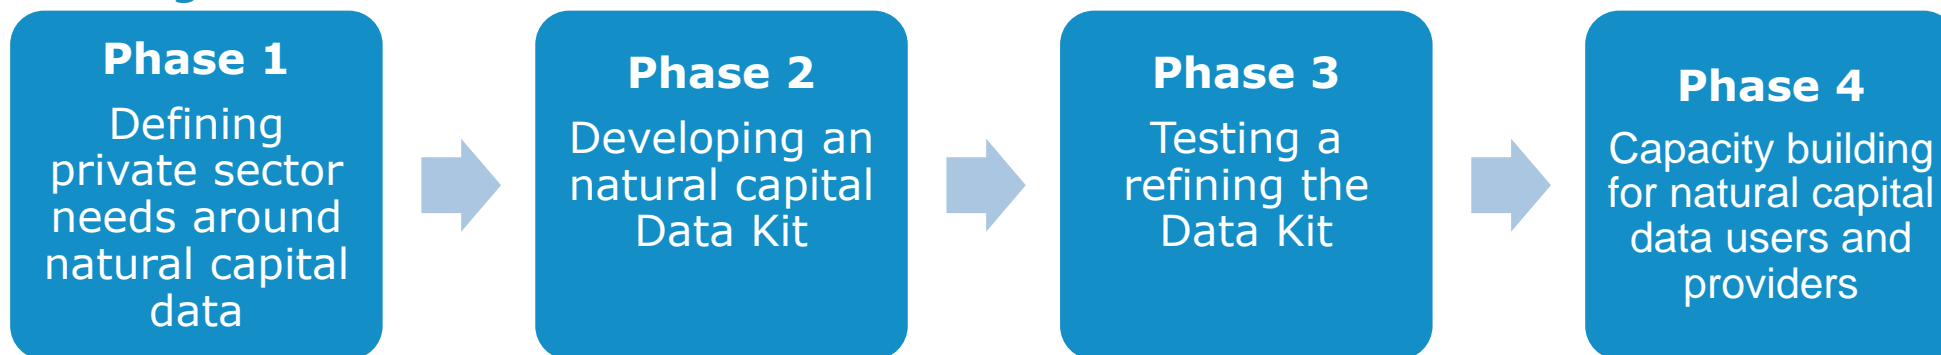 Phase 1
Defining
private sector
needs around
natural capital
data
Phase 2
Developing an
natural capital
Data Kit
Phase 3
Testing a
refining the
Data Kit
Phase 4
Capacity building
for natural capital
data users and
providers